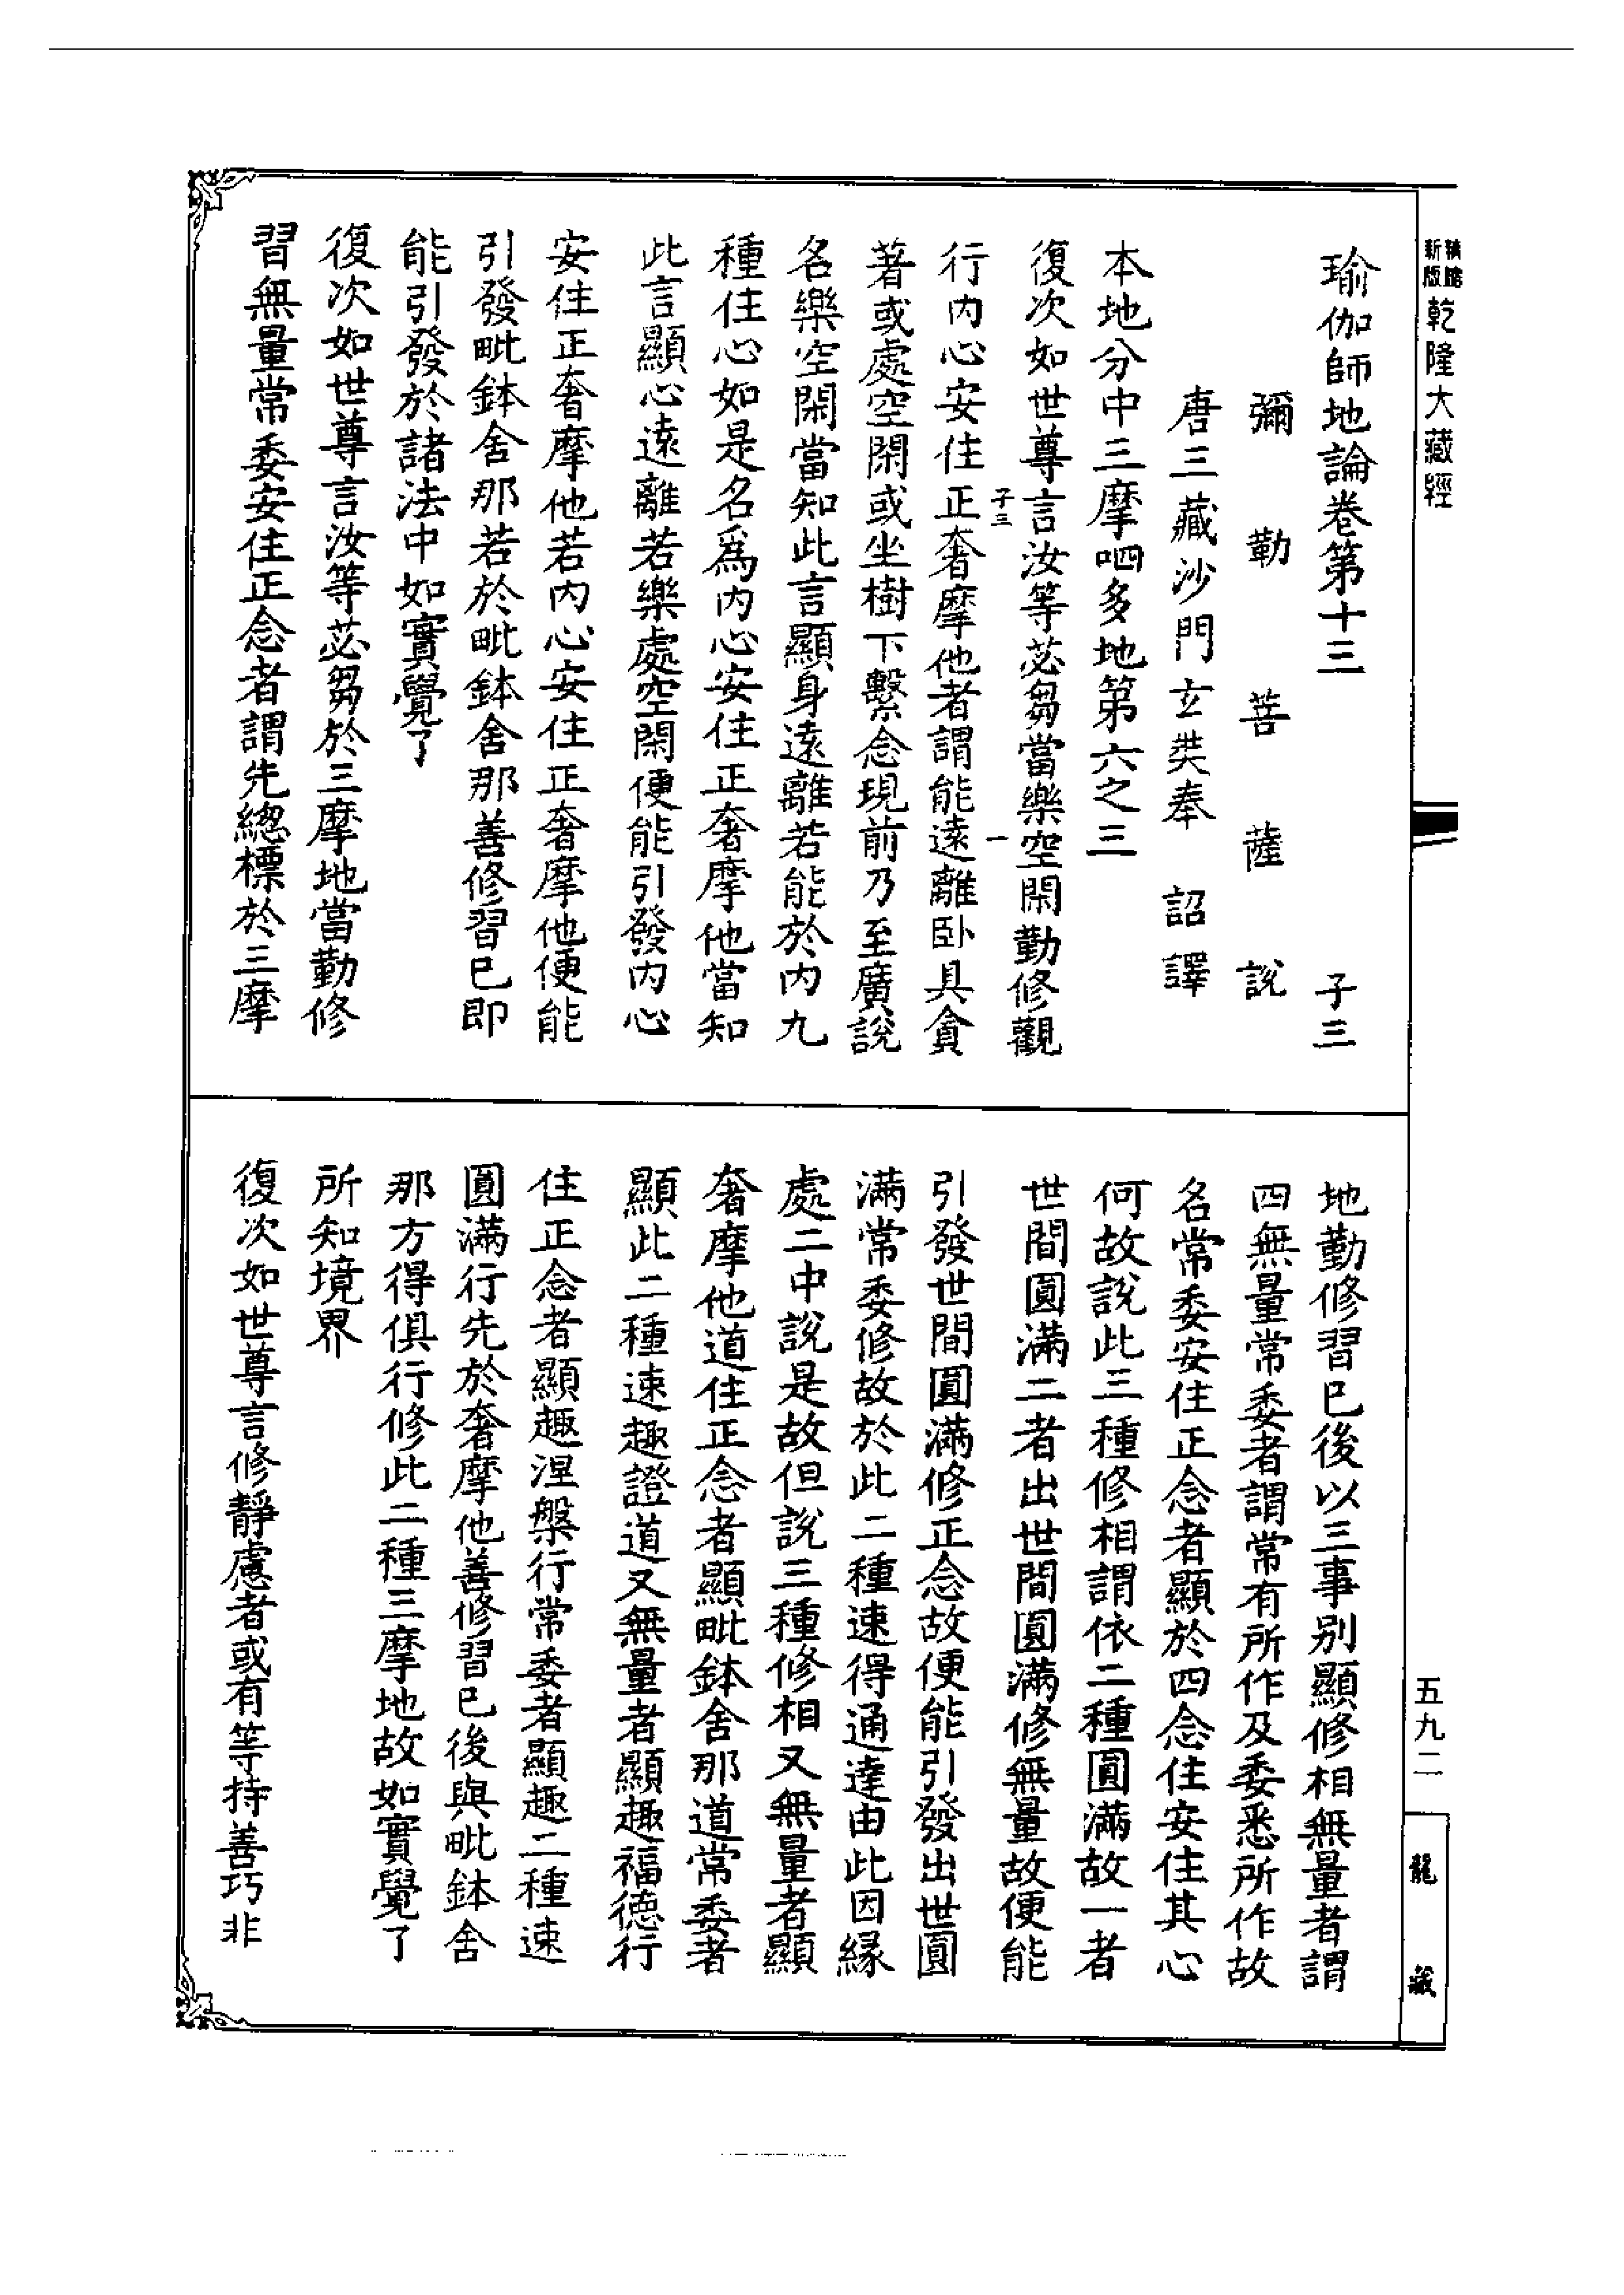 新版乾隆大藏經
瑜伽師地論卷第十三 子三
彌勒菩薩說
唐三藏沙門玄奘奉 詔譯
本地分中三摩呬多地第六之三
復次如世尊言汝等苾芻當樂空閑勤修觀
子三 一
行內心安住正奢摩他者謂能遠離卧具貪
著或處空閑或坐樹下繫念現前乃至廣說
名樂空閑當知此言顯身遠離若能於內九
種住心如是名爲內心安住正奢摩他當知
此言顯心遠離若樂處空閑便能引發內心
安住正奢摩他若內心安住正奢摩他便能
引發毗鉢舍那若於毗鉢舍那善修習已即
能引發於諸法中如實覺了
復次如世尊言汝等苾芻於三摩地當勤修
習無量常委安住正念者謂先總標於三摩
地勤修習已後以三事別顯修相無量者謂
四無量常委者謂常有所作及委悉所作故
名常委安住正念者顯於四念住安住其心
何故說此三種修相謂依二種圓滿故一者
世間圓滿二者出世間圓滿修無量故便能
引發世間圓滿修正念故便能引發出世圓
滿常委修故於此二種速得通達由此因緣
處二中說是故但說三種修相又無量者顯
奢摩他道住正念者顯毗鉢舍那道常委者
顯此二種速趣證道又無量者顯趣福德行
住正念者顯趣涅槃行常委者顯趣二種速
圓滿行先於奢摩他善修習已後與毗鉢舍
那方得俱行修此二種三摩地故如實覺了
所知境界
復次如世尊言修靜慮者或有等持善巧非
五九二
龍藏